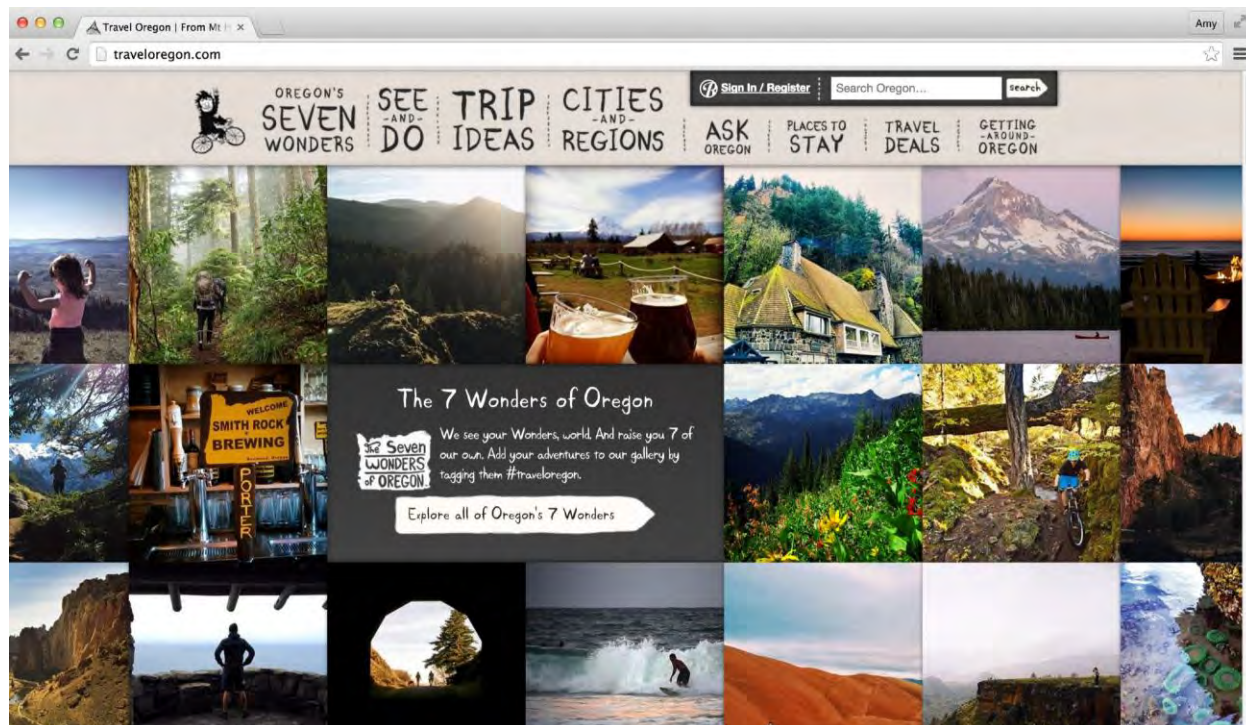 Travel Oregon | From Mt H
Amy
traveloregon.com
OREGON'S
SEVEN
WONDERS
SEE
-AND-
DO
TRIP
IDEAS
CITIES
-AND-
REGIONS
Sign In / Register
Search Oregon...
search
ASK
OREGON
PLACES TO
STAY
TRAVEL
DEALS
GETTING
-AROUND-
OREGON
WELCOME
SMITH ROCK
BREWING
PORTER
The 7 Wonders of Oregon
The Seven
WONDERS
of OREGON
We see your Wonders, world. And raise you 7 of
our own. Add your adventures to our gallery by
tagging them #traveloregon.
Explore all of Oregon's 7 Wonders